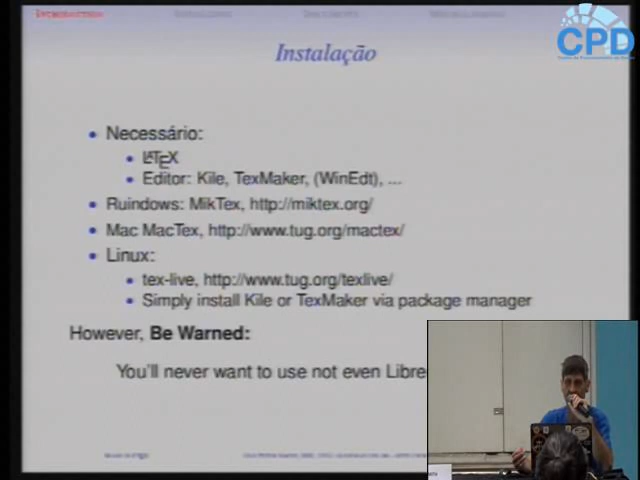 INTRODUCTION
CPD
Instalação
• Necessário:
• LATEX
• Editor: Kile, TexMaker, (WinEdt), ...
• Ruindows: MikTex, http://miktex.org/
• Mac MacTex, http://www.tug.org/mactex/
• Linux:
• tex-live, http://www.tug.org/texlive/
• Simply install Kile or TexMaker via package manager
However, Be Warned:
You'll never want to use not even Libre